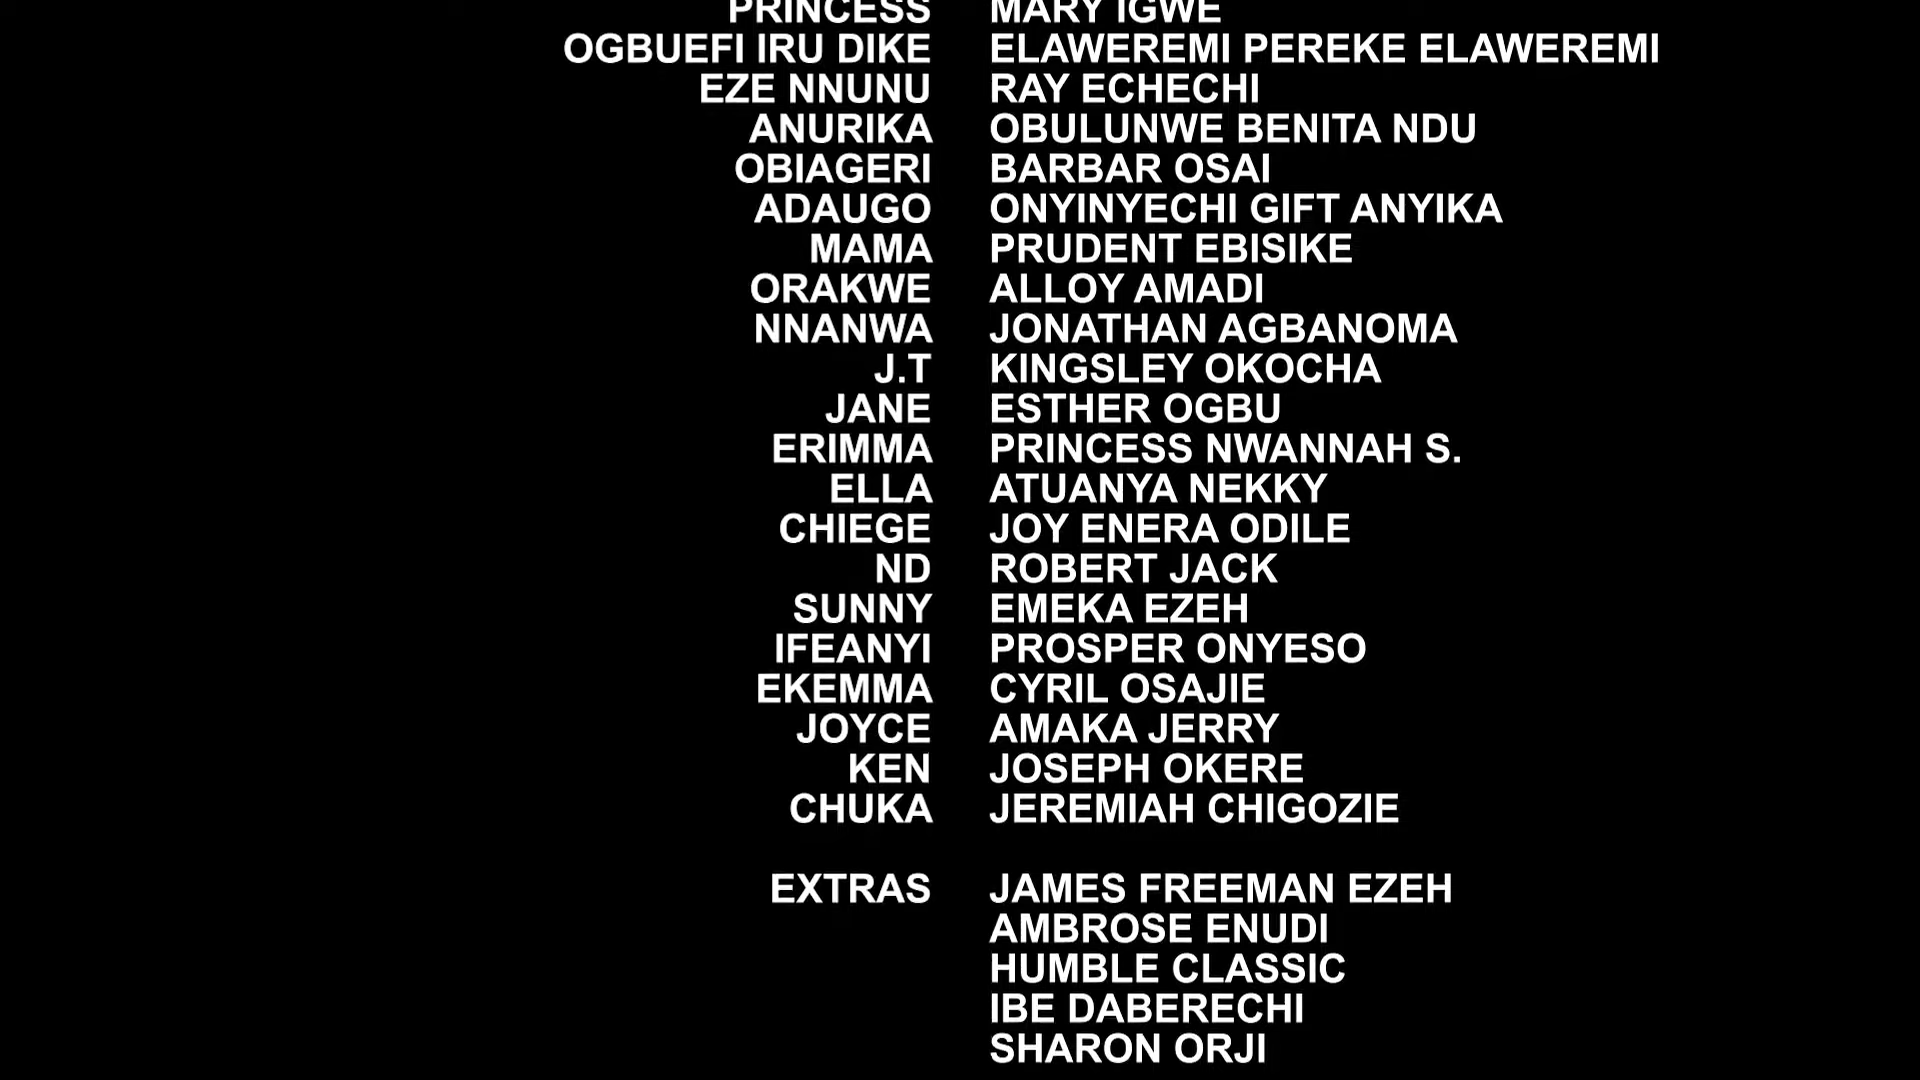 PRINCESS MARY IGWE
OGBUEFI IRU DIKE ELAWEREMI PEREKE ELAWEREMI
EZE NNUNU RAY ECHECHI
ANURIKA OBULUNWE BENITA NDU
OBIAGERI BARBAR OSAI
ADAUGO ONYINYECHI GIFT ANYIKA
MAMA PRUDENT EBISIKE
ORAKWE ALLOY AMADI
NNANWA JONATHAN AGBANOMA
J.T KINGSLEY OKOCHA
JANE ESTHER OGBU
ERIMMA PRINCESS NWANNAH S.
ELLA ATUANYA NEKKY
CHIEGE JOY ENERA ODILE
ND ROBERT JACK
SUNNY EMEKA EZEH
IFEANYI PROSPER ONYESO
EKEMMA CYRIL OSAJIE
JOYCE AMAKA JERRY
KEN JOSEPH OKERE
CHUKA JEREMIAH CHIGOZIE
EXTRAS JAMES FREEMAN EZEH
AMBROSE ENUDI
HUMBLE CLASSIC
IBE DABERECHI
SHARON ORJI